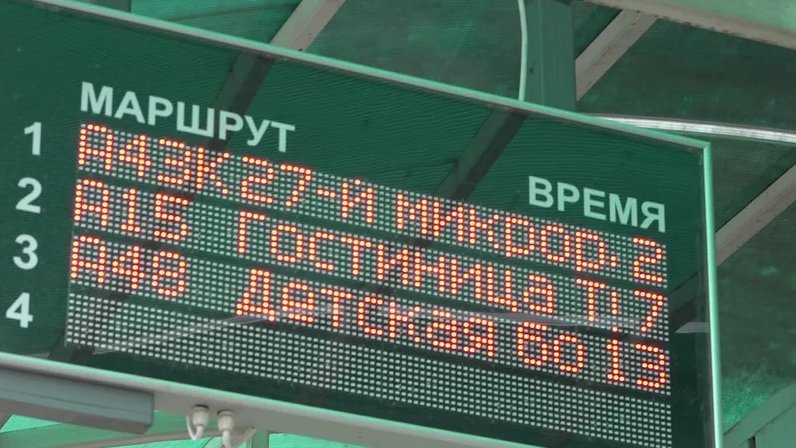 МАРШРУТ ВРЕМЯ
1 А43К 27-й микрор. 2
2 А15 Гостиница Т! 7
3 А48 Детская бо 13
4